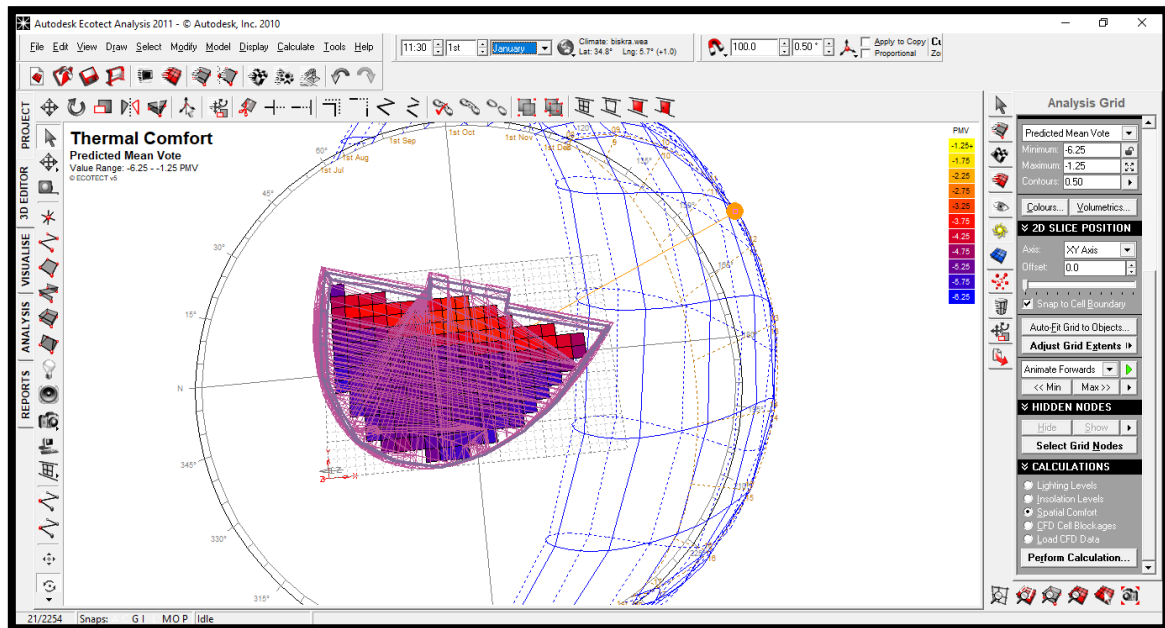 Autodesk Ecotect Analysis 2011 - © Autodesk, Inc. 2010
File Edit View Draw Select Modify Model Display Calculate Tools Help
11:30 1st January
Climate: biskra.wea
Lat: 34.8° Lng: 5.7° (+1.0)
100.0 0.50 °
Apply to Copy
Proportional
PROJECT
3D EDITOR
VISUALISE
ANALYSIS
REPORTS
Thermal Comfort
Predicted Mean Vote
Value Range: -6.25 - -1.25 PMV
© ECOTECT v5
1st Oct
1st Sep
1st Nov
1st Aug
1st Jul
60°
45°
30°
15°
N
345°
330°
315°
PMV
-1.25+
-1.75
-2.25
-2.75
-3.25
-3.75
-4.25
-4.75
-5.25
-5.75
-6.25
Analysis Grid
Predicted Mean Vote
Minimum: -6.25
Maximum: -1.25
Contours: 0.50
Colours... Volumetrics...
2D SLICE POSITION
Axis: XY Axis
Offset: 0.0
Snap to Cell Boundary
Auto-Fit Grid to Objects...
Adjust Grid Extents
Animate Forwards
<< Min Max >>
HIDDEN NODES
Hide Show
Select Grid Nodes
CALCULATIONS
Lighting Levels
Insolation Levels
Spatial Comfort
CFD Cell Blockages
Load CFD Data
Perform Calculation...
21/2254 Snaps: G I M O P Idle